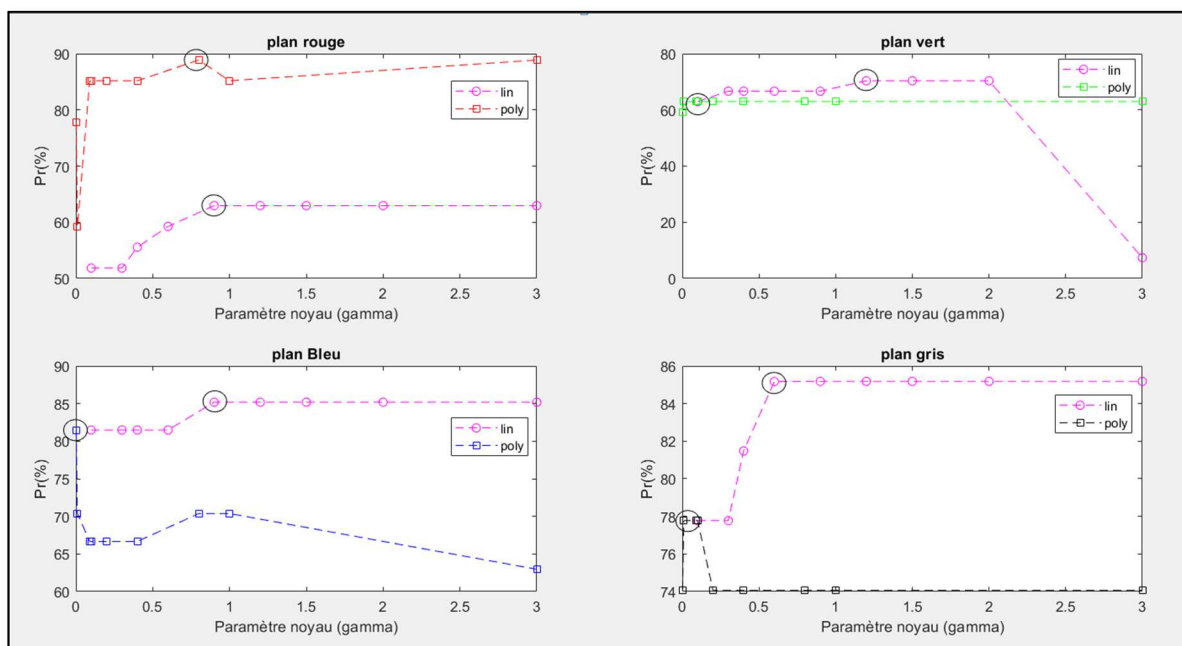 plan rouge
90
80
70
60
50
Pr(%)
lin
poly
0 0.5 1 1.5 2 2.5 3
Paramètre noyau (gamma)
plan vert
80
60
40
20
0
Pr(%)
lin
poly
0 0.5 1 1.5 2 2.5 3
Paramètre noyau (gamma)
plan Bleu
90
85
80
75
70
65
60
Pr(%)
lin
poly
0 0.5 1 1.5 2 2.5 3
Paramètre noyau (gamma)
plan gris
86
84
82
80
78
76
74
Pr(%)
lin
poly
0 0.5 1 1.5 2 2.5 3
Paramètre noyau (gamma)